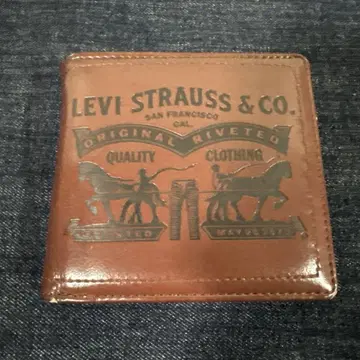 LEVI STRAUSS & CO.
SAN FRANCISCO
CAL.
ORIGINAL RIVETED
QUALITY CLOTHING